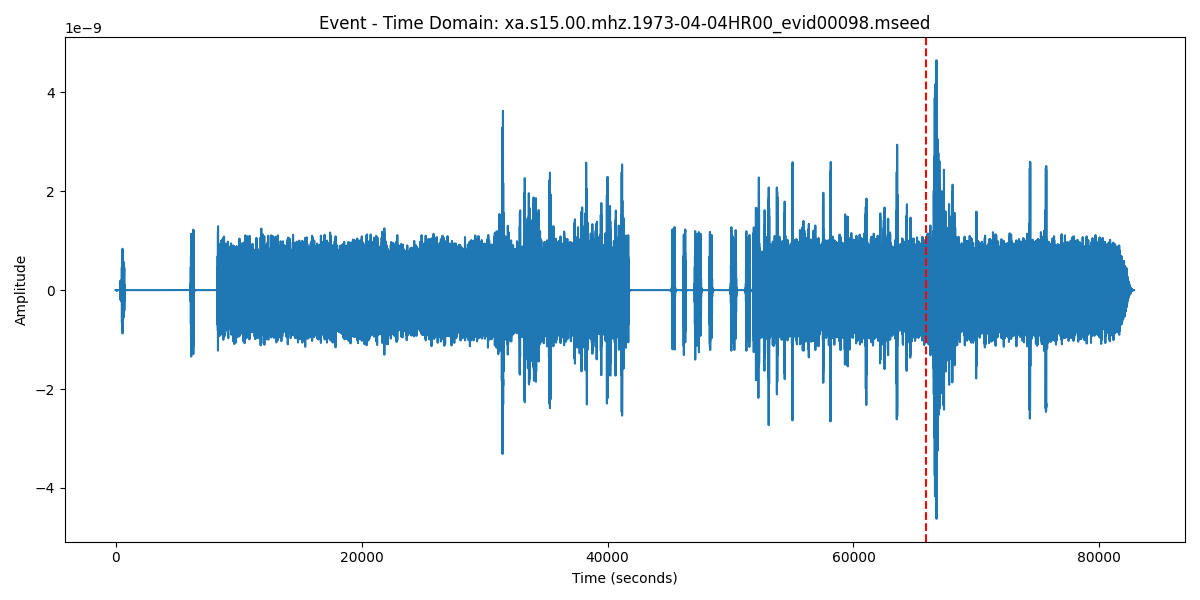 Event - Time Domain: xa.s15.00.mhz.1973-04-04HR00_evid00098.mseed
1e−9
4
2
0
−2
−4
Amplitude
0 20000 40000 60000 80000
Time (seconds)